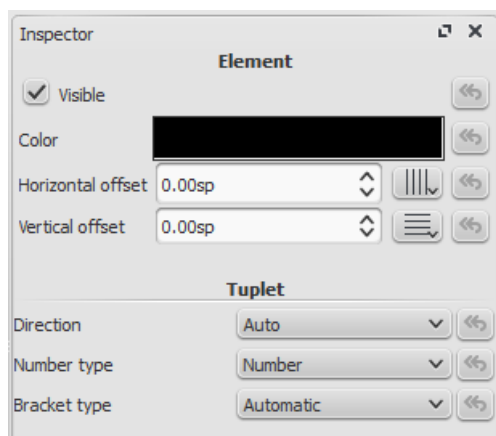 Inspector
Element
Visible
Color
Horizontal offset 0.00sp
Vertical offset 0.00sp
Tuplet
Direction Auto
Number type Number
Bracket type Automatic